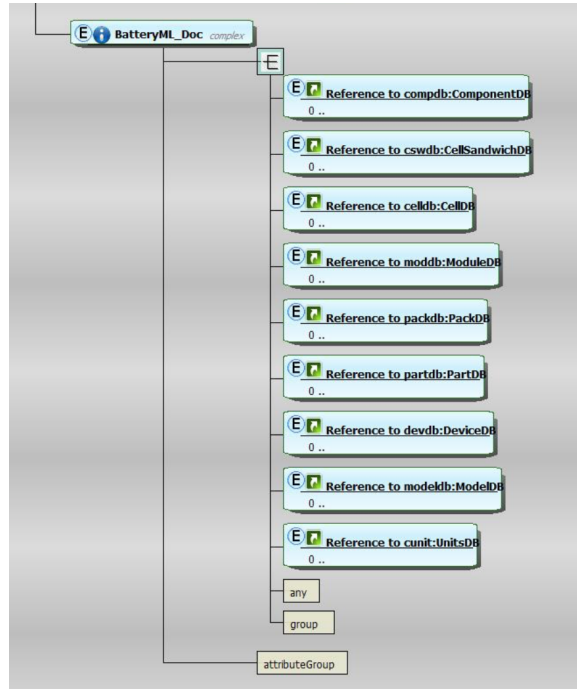 E i BatteryML_Doc complex
E Reference to compdb:ComponentDB
0 ..
E Reference to cswdb:CellSandwichDB
0 ..
E Reference to celldb:CellDB
0 ..
E Reference to moddb:ModuleDB
0 ..
E Reference to packdb:PackDB
0 ..
E Reference to partdb:PartDB
0 ..
E Reference to devdb:DeviceDB
0 ..
E Reference to modeldb:ModelDB
0 ..
E Reference to cunit:UnitsDB
0 ..
any
group
attributeGroup